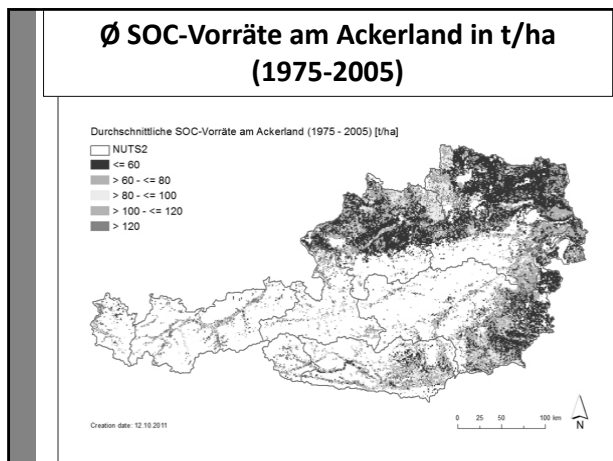 Ø SOC-Vorräte am Ackerland in t/ha
(1975-2005)
Durchschnittliche SOC-Vorräte am Ackerland (1975 - 2005) [t/ha]
NUTS2
<= 60
> 60 - <= 80
> 80 - <= 100
> 100 - <= 120
> 120
Creation date: 12.10.2011
0 25 50 100 km
N